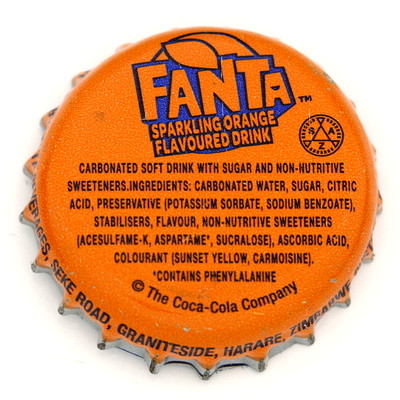 FANTA™
SPARKLING ORANGE
FLAVOURED DRINK
CARBONATED SOFT DRINK WITH SUGAR AND NON-NUTRITIVE
SWEETENERS.INGREDIENTS: CARBONATED WATER, SUGAR, CITRIC
ACID, PRESERVATIVE (POTASSIUM SORBATE, SODIUM BENZOATE),
STABILISERS, FLAVOUR, NON-NUTRITIVE SWEETENERS
(ACESULFAME-K, ASPARTAME*, SUCRALOSE), ASCORBIC ACID,
COLOURANT (SUNSET YELLOW, CARMOISINE).
*CONTAINS PHENYLALANINE
© The Coca-Cola Company
SEKE ROAD, GRANITESIDE, HARARE, ZIMBABWE